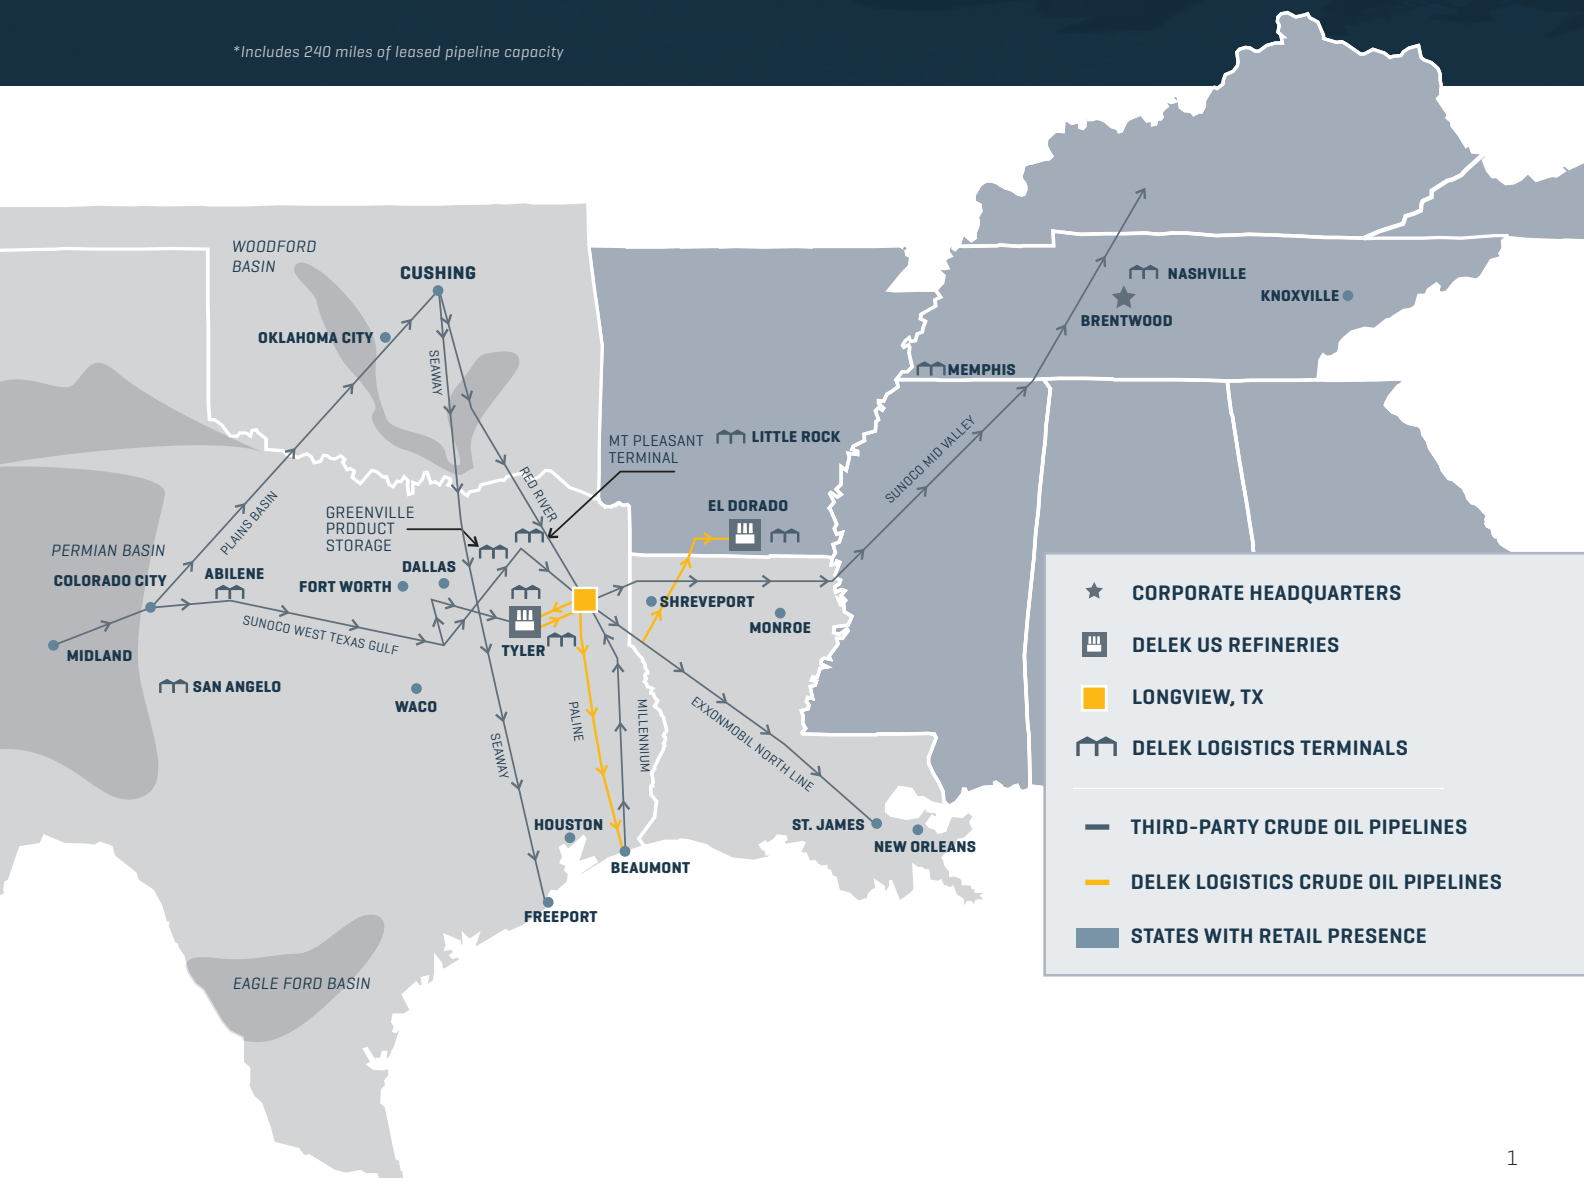 *Includes 240 miles of leased pipeline capacity
WOODFORD
BASIN
CUSHING
OKLAHOMA CITY
SEAWAY
NASHVILLE
KNOXVILLE
BRENTWOOD
MEMPHIS
MT PLEASANT
TERMINAL
LITTLE ROCK
SUNOCO MID VALLEY
RED RIVER
EL DORADO
PLAINS BASIN
GREENVILLE
PRDDUCT
STORAGE
PERMIAN BASIN
COLORADO CITY
ABILENE
DALLAS
FORT WORTH
SHREVEPORT
MONROE
SUNOCO WEST TEXAS GULF
MIDLAND
TYLER
SAN ANGELO
WACO
PALINE
MILLENNIUM
EXXONMOBIL NORTH LINE
SEAWAY
HOUSTON
ST. JAMES
NEW ORLEANS
BEAUMONT
FREEPORT
EAGLE FORD BASIN
CORPORATE HEADQUARTERS
DELEK US REFINERIES
LONGVIEW, TX
DELEK LOGISTICS TERMINALS
THIRD-PARTY CRUDE OIL PIPELINES
DELEK LOGISTICS CRUDE OIL PIPELINES
STATES WITH RETAIL PRESENCE
1